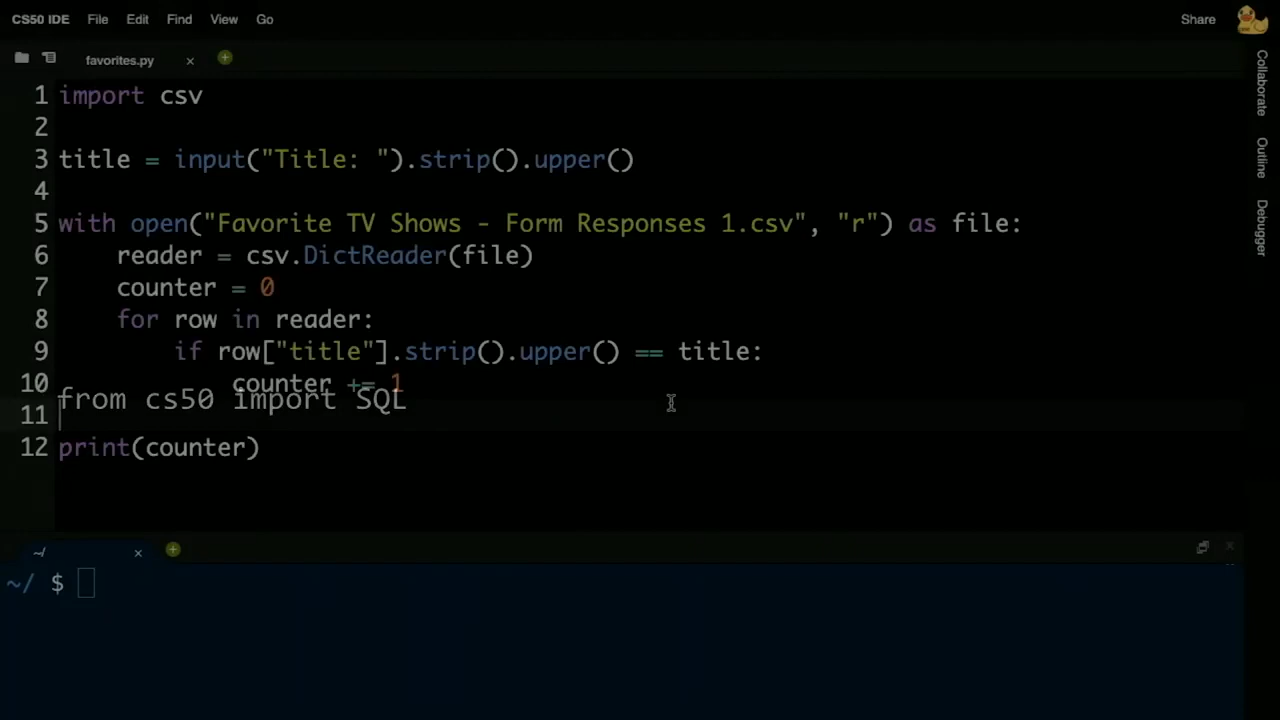 CS50 IDE File Edit Find View Go Share
favorites.py × +
1 import csv
2
3 title = input("Title: ").strip().upper()
4
5 with open("Favorite TV Shows - Form Responses 1.csv", "r") as file:
6     reader = csv.DictReader(file)
7     counter = 0
8     for row in reader:
9         if row["title"].strip().upper() == title:
10             counter += 1
from cs50 import SQL
11
12 print(counter)
~/ × +
~/ $
Collaborate
Outline
Debugger